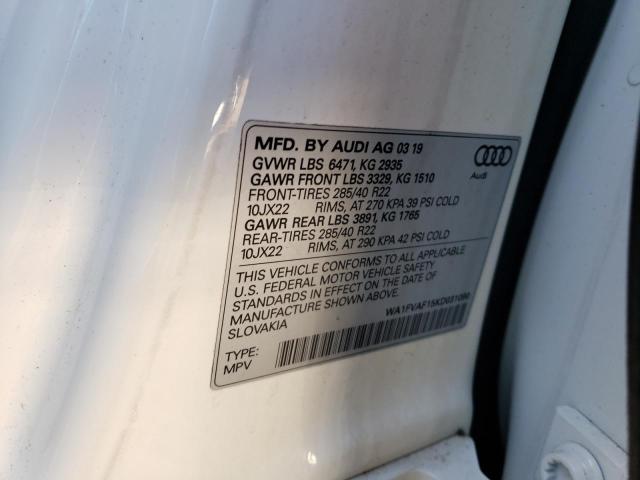 MFD. BY AUDI AG 03 19
GVWR LBS 6471, KG 2935
GAWR FRONT LBS 3329, KG 1510
FRONT-TIRES 285/40 R22
10JX22 RIMS, AT 270 KPA 39 PSI COLD
GAWR REAR LBS 3891, KG 1765
REAR-TIRES 285/40 R22
10JX22 RIMS, AT 290 KPA 42 PSI COLD
Audi
THIS VEHICLE CONFORMS TO ALL APPLICABLE
U.S. FEDERAL MOTOR VEHICLE SAFETY
STANDARDS IN EFFECT ON THE DATE OF
MANUFACTURE SHOWN ABOVE.
SLOVAKIA
WA1FVAF15KD031090
TYPE:
MPV